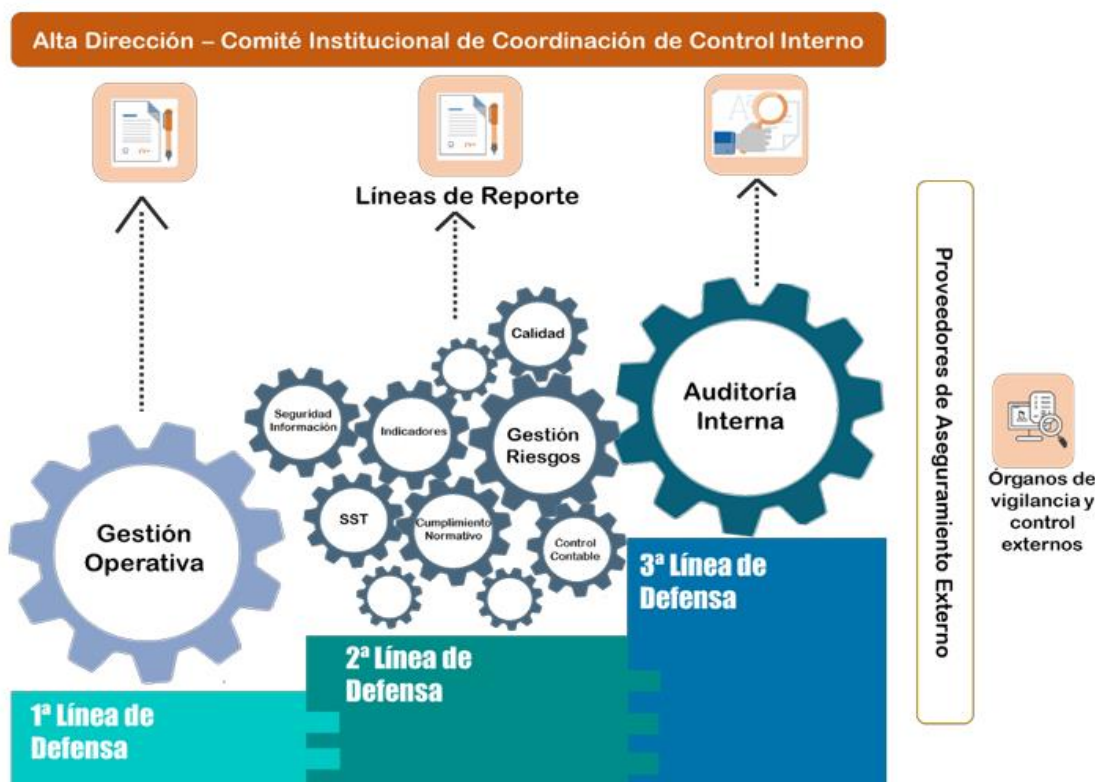 Alta Dirección – Comité Institucional de Coordinación de Control Interno
Líneas de Reporte
Calidad
Seguridad
Información
Indicadores
Gestión
Riesgos
Auditoría
Interna
SST
Cumplimiento
Normativo
Control
Contable
Gestión
Operativa
1ª Línea de
Defensa
2ª Línea de
Defensa
3ª Línea de
Defensa
Proveedores de Aseguramiento Externo
Órganos de
vigilancia y
control
externos